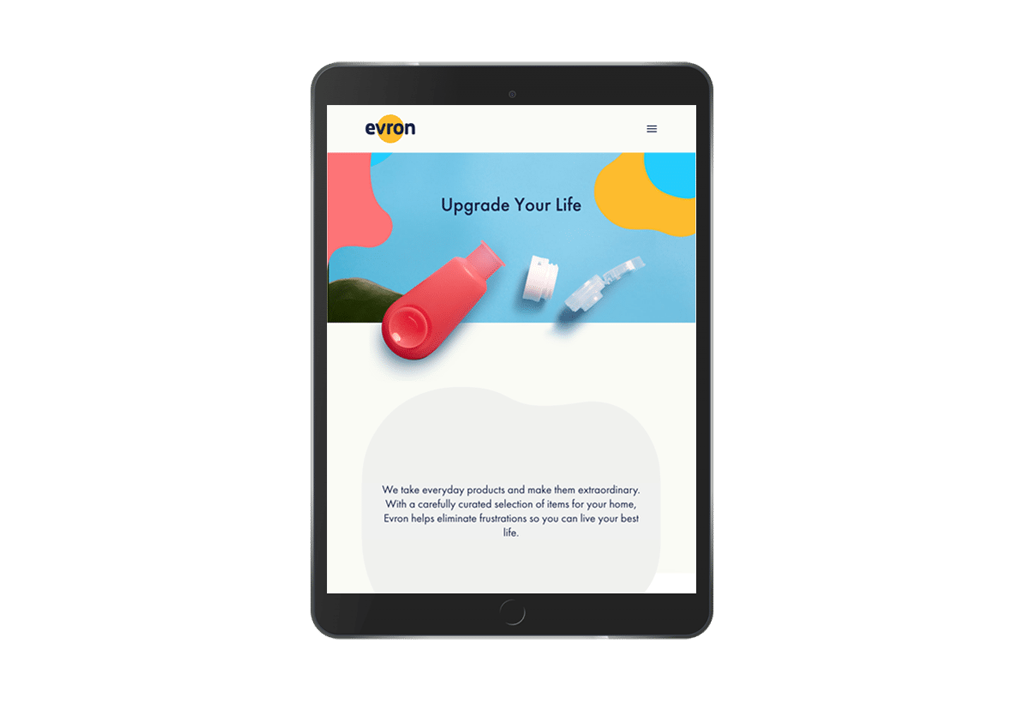 evron
Upgrade Your Life
We take everyday products and make them extraordinary.
With a carefully curated selection of items for your home,
Evron helps eliminate frustrations so you can live your best
life.